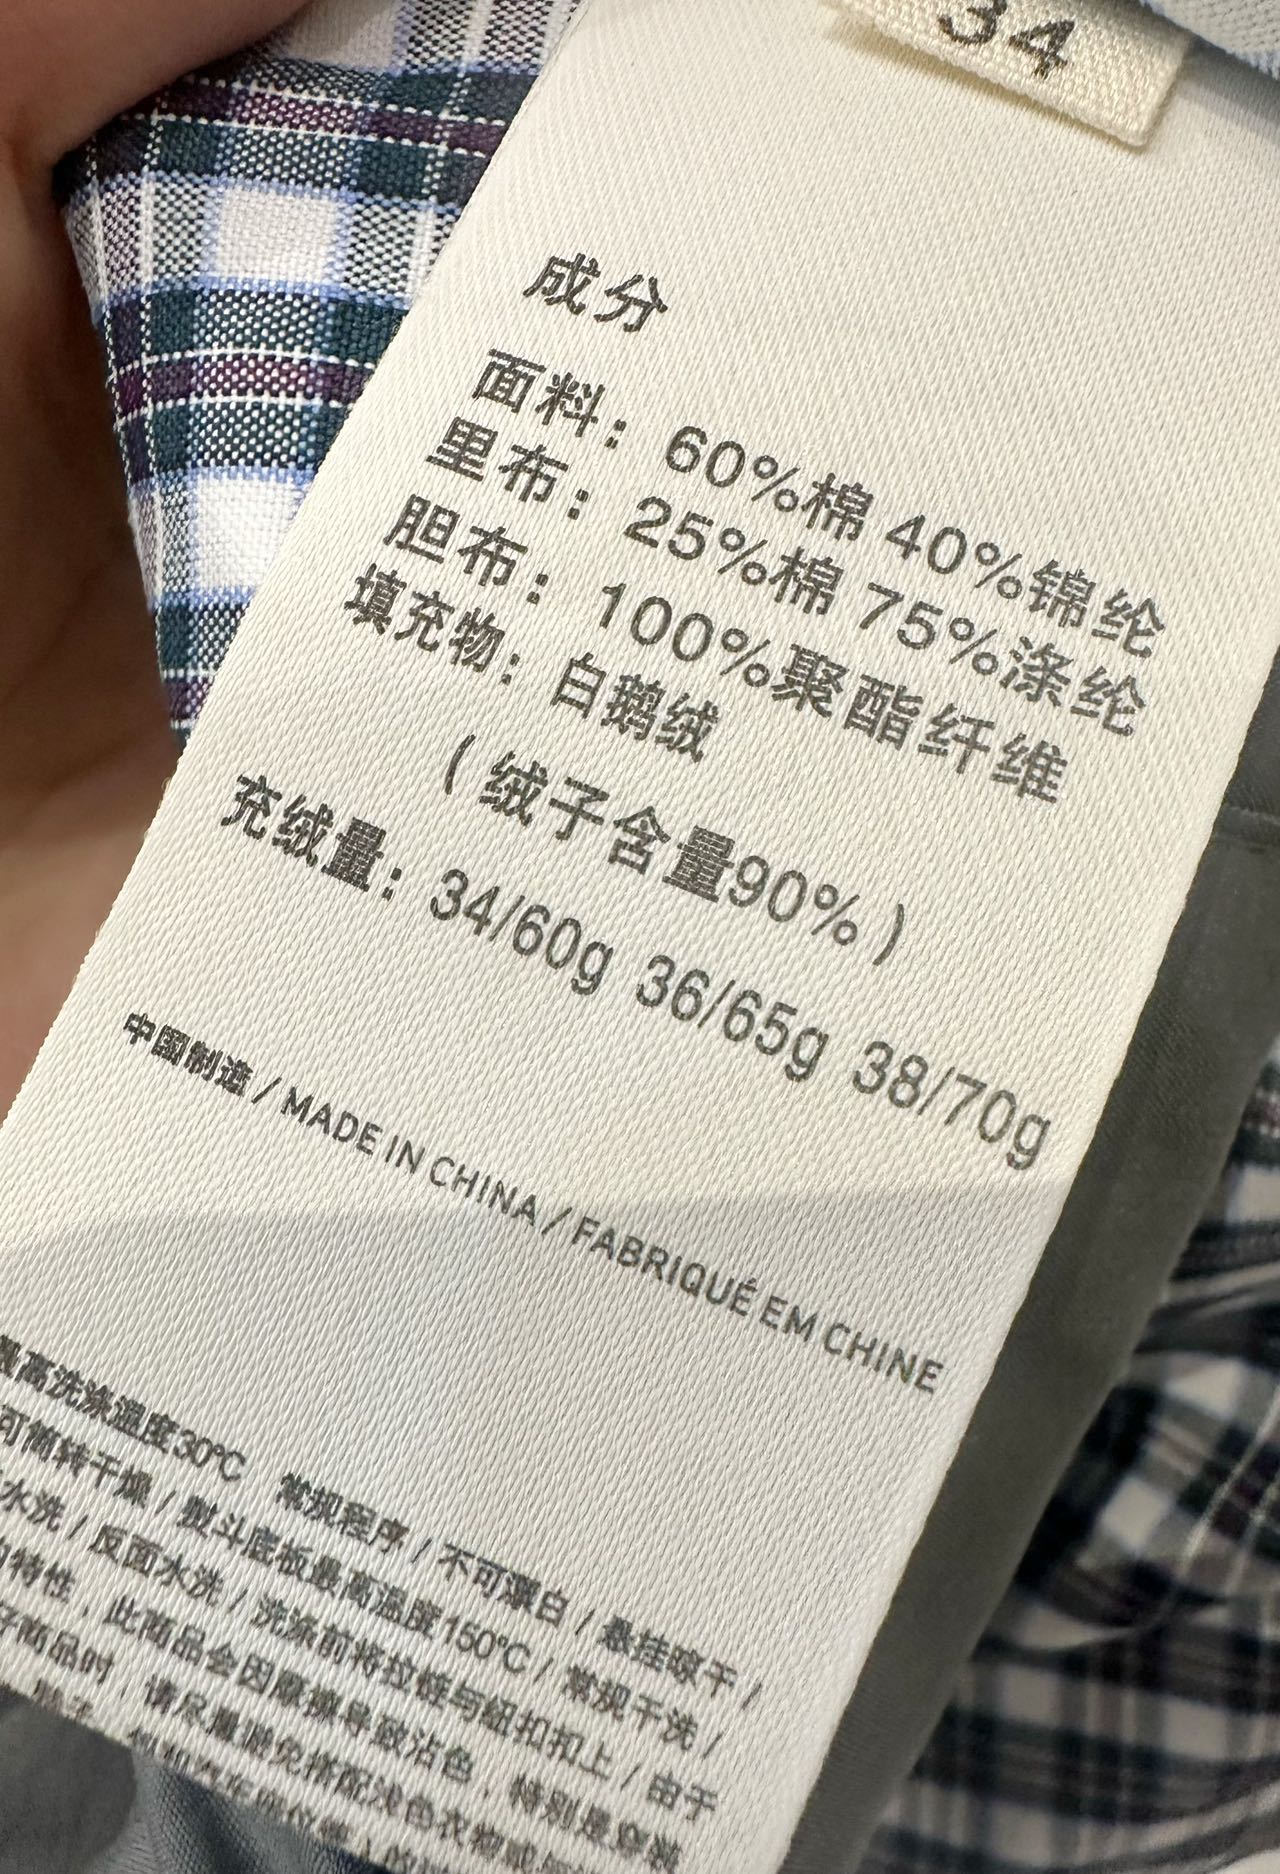 34
成分
面料：60%棉 40%锦纶
里布：25%棉 75%涤纶
胆布：100%聚酯纤维
填充物：白鹅绒
（绒子含量90%）
充绒量：34/60g 36/65g 38/70g
中国制造 / MADE IN CHINA / FABRIQUÉ EM CHINE
最高洗涤温度30℃ 常规程序 / 不可漂白 / 悬挂晾干 /
可筒转干燥 / 熨斗底板最高温度150℃ / 常规干洗 /
水洗 / 反面水洗 / 洗涤前将拉链与纽扣扣上 / 由于
特性，此商品会因摩擦导致沾色，特别是穿装
商品时，请尽量避免搭配浅色衣物或